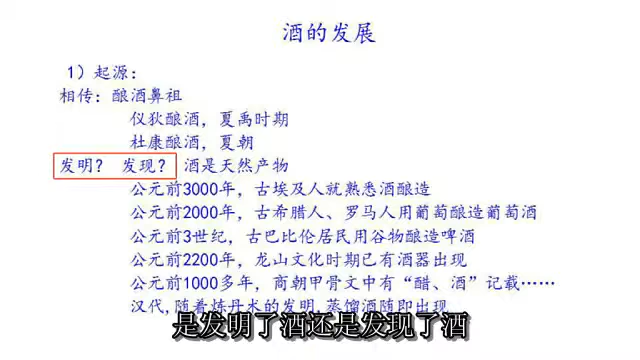 酒的发展
1）起源：
相传：酿酒鼻祖
仪狄酿酒，夏禹时期
杜康酿酒，夏朝
发明？ 发现？ 酒是天然产物
公元前3000年，古埃及人就熟悉酒酿造
公元前2000年，古希腊人、罗马人用葡萄酿造葡萄酒
公元前3世纪，古巴比伦居民用谷物酿造啤酒
公元前2200年，龙山文化时期已有酒器出现
公元前1000多年，商朝甲骨文中有“醋、酒”记载……
汉代,随着炼丹术的发明,蒸馏酒随即出现
是发明了酒还是发现了酒